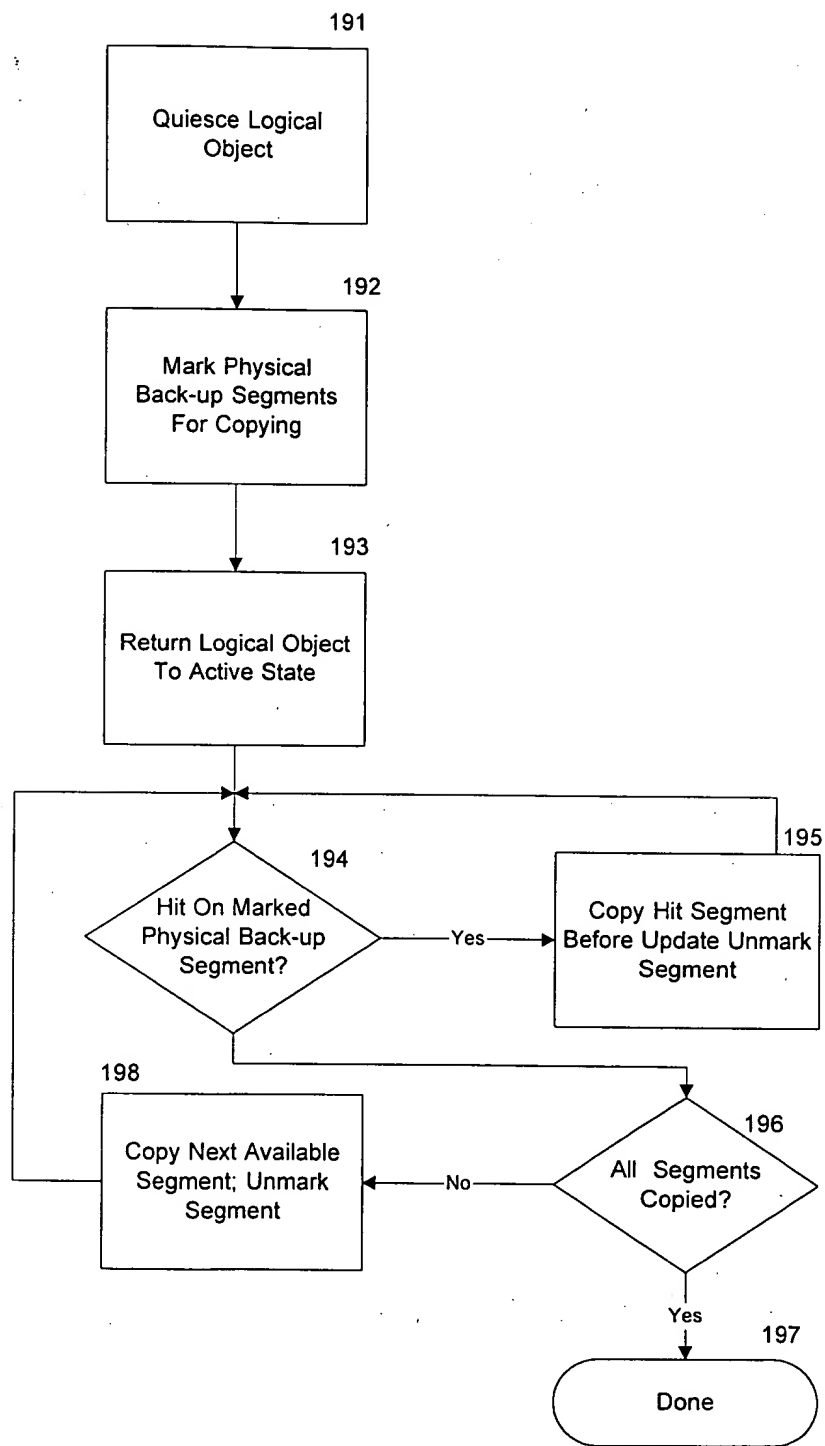 191
Quiesce Logical
Object
192
Mark Physical
Back-up Segments
For Copying
193
Return Logical Object
To Active State
194
Hit On Marked
Physical Back-up
Segment?
Yes
195
Copy Hit Segment
Before Update Unmark
Segment
198
Copy Next Available
Segment; Unmark
Segment
No
196
All Segments
Copied?
Yes
197
Done